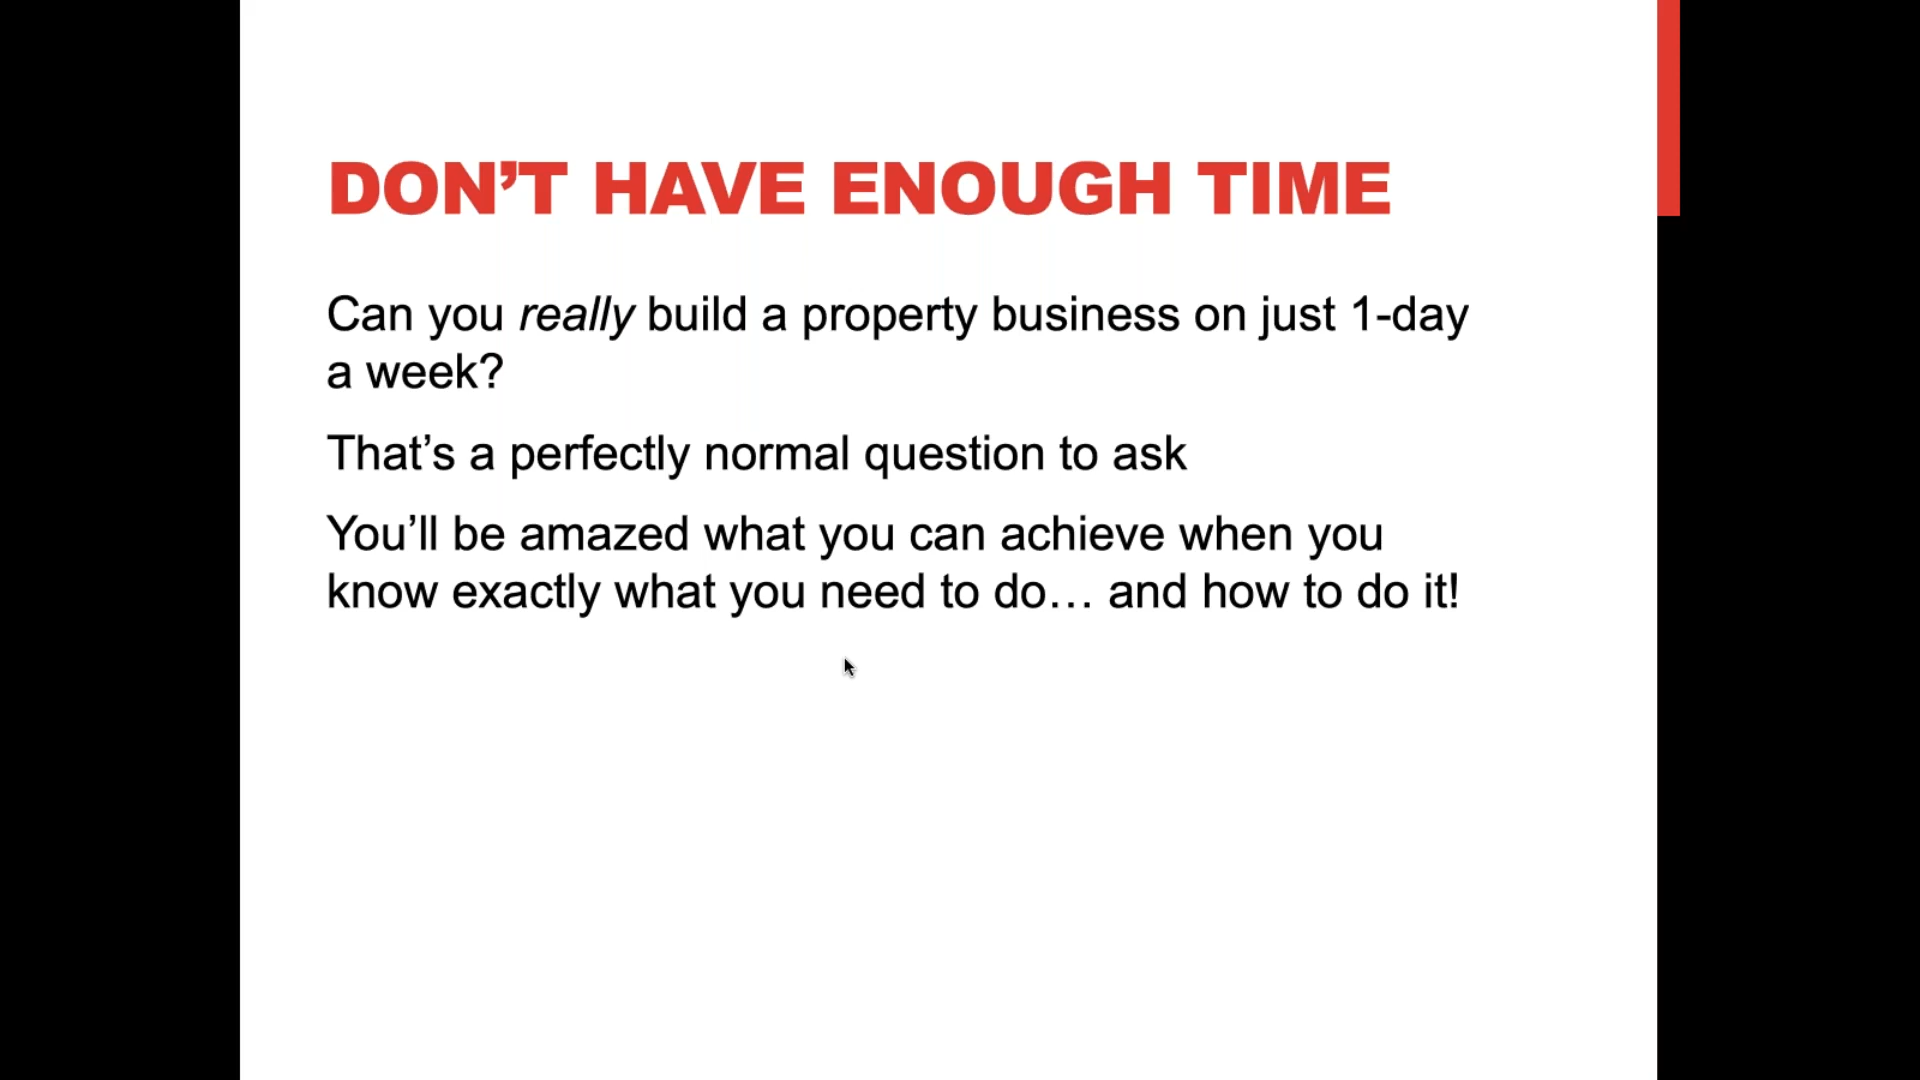 DON’T HAVE ENOUGH TIME
Can you really build a property business on just 1-day
a week?
That’s a perfectly normal question to ask
You’ll be amazed what you can achieve when you
know exactly what you need to do… and how to do it!